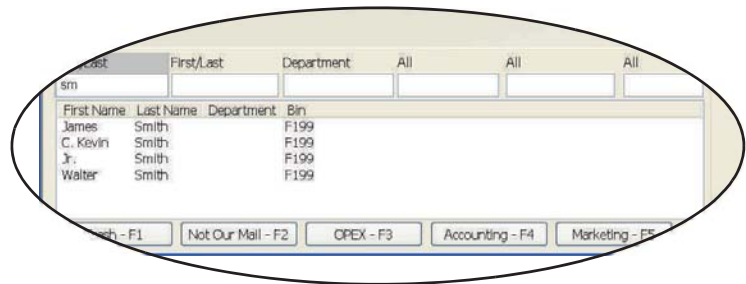 First/Last Department All All All
sm
First Name Last Name Department Bin
James Smith F199
C. Kevin Smith F199
Jr. Smith F199
Walter Smith F199
F1 Not Our Mail - F2 OPEX - F3 Accounting - F4 Marketing - F5